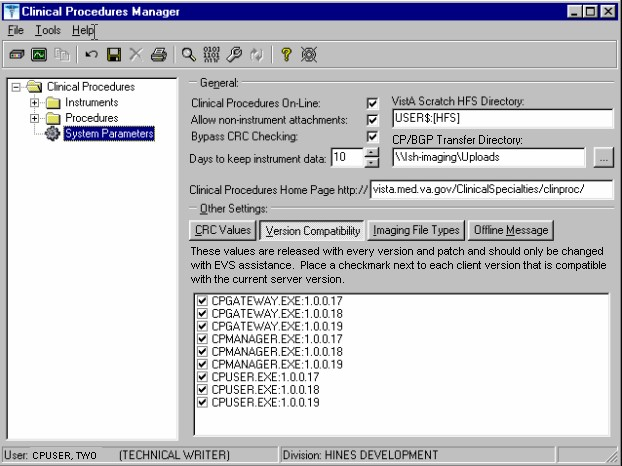 Clinical Procedures Manager
File Tools Help
Clinical Procedures
Instruments
Procedures
System Parameters
General:
Clinical Procedures On-Line:
Allow non-instrument attachments:
Bypass CRC Checking:
Days to keep instrument data: 10
VistA Scratch HFS Directory:
USER$:[HFS]
CP/BGP Transfer Directory:
\\Ish-imaging\Uploads
...
Clinical Procedures Home Page http:// vista.med.va.gov/ClinicalSpecialties/clinproc/
Other Settings:
CRC Values Version Compatibility Imaging File Types Offline Message
These values are released with every version and patch and should only be changed
with EVS assistance. Place a checkmark next to each client version that is compatible
with the current server version.
CPGATEWAY.EXE:1.0.0.17
CPGATEWAY.EXE:1.0.0.18
CPGATEWAY.EXE:1.0.0.19
CPMANAGER.EXE:1.0.0.17
CPMANAGER.EXE:1.0.0.18
CPMANAGER.EXE:1.0.0.19
CPUSER.EXE:1.0.0.17
CPUSER.EXE:1.0.0.18
CPUSER.EXE:1.0.0.19
User: CPUSER, TWO (TECHNICAL WRITER) Division: HINES DEVELOPMENT